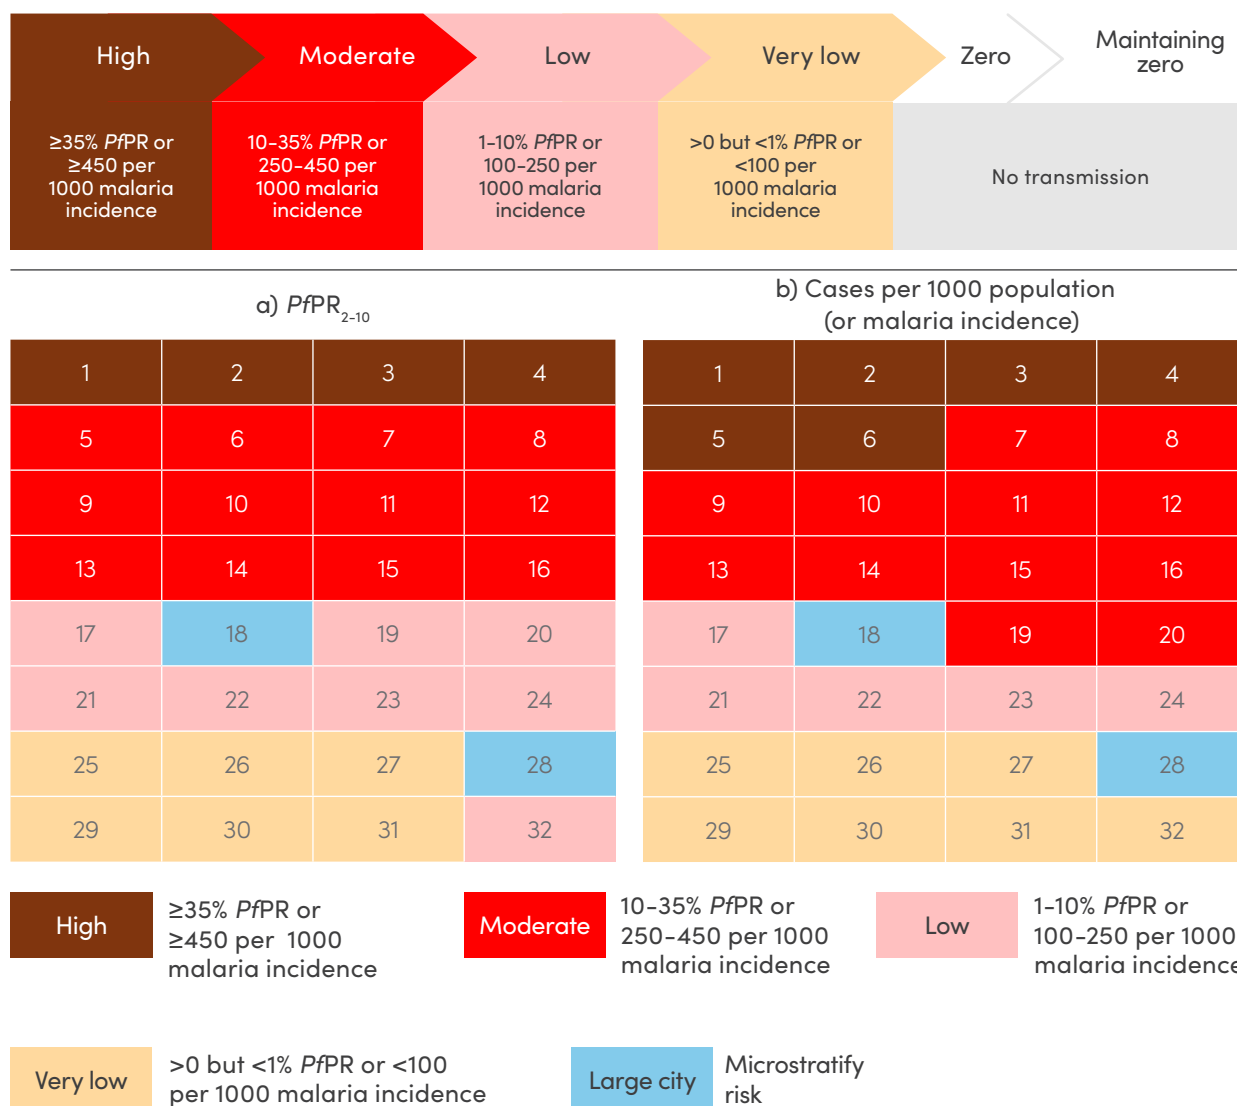 High
Moderate
Low
Very low
Zero
Maintaining
zero
≥35% PfPR or
≥450 per
1000 malaria
incidence
10-35% PfPR or
250-450 per
1000 malaria
incidence
1-10% PfPR or
100-250 per
1000 malaria
incidence
>0 but <1% PfPR or
<100 per
1000 malaria
incidence
No transmission
a) PfPR2-10
1 2 3 4
5 6 7 8
9 10 11 12
13 14 15 16
17 18 19 20
21 22 23 24
25 26 27 28
29 30 31 32
b) Cases per 1000 population
(or malaria incidence)
1 2 3 4
5 6 7 8
9 10 11 12
13 14 15 16
17 18 19 20
21 22 23 24
25 26 27 28
29 30 31 32
High
≥35% PfPR or
≥450 per 1000
malaria incidence
Moderate
10-35% PfPR or
250-450 per 1000
malaria incidence
Low
1-10% PfPR or
100-250 per 1000
malaria incidence
Very low
>0 but <1% PfPR or <100
per 1000 malaria incidence
Large city
Microstratify
risk